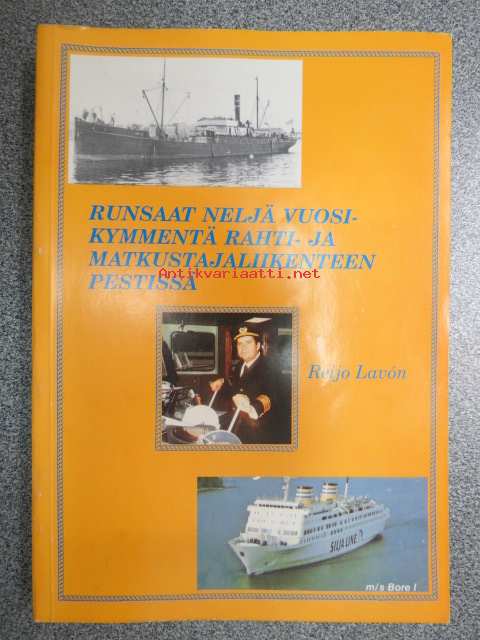 RUNSAAT NELJÄ VUOSI-
KYMMENTÄ RAHTI- JA
MATKUSTAJALIIKENTEEN
PESTISSÄ
Antikvariaatti.net
Reijo Lavón
SILJA LINE
m/s Bore I